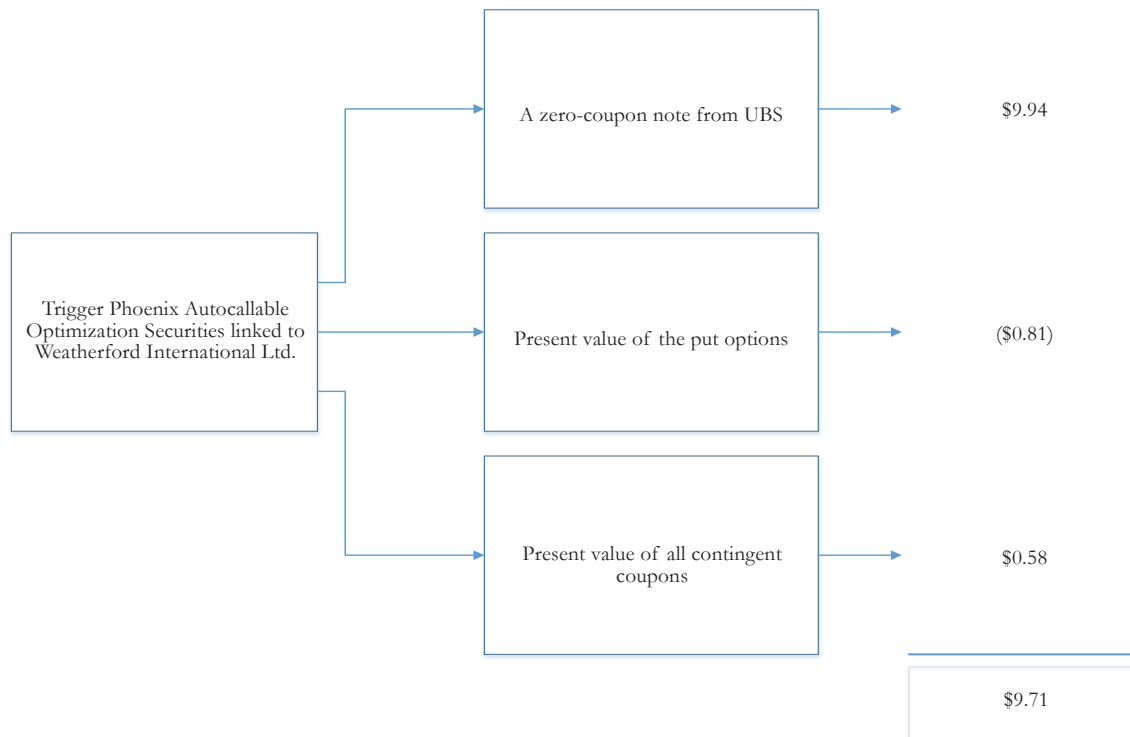 A zero-coupon note from UBS
$9.94
Trigger Phoenix Autocallable
Optimization Securities linked to
Weatherford International Ltd.
Present value of the put options
($0.81)
Present value of all contingent
coupons
$0.58
$9.71